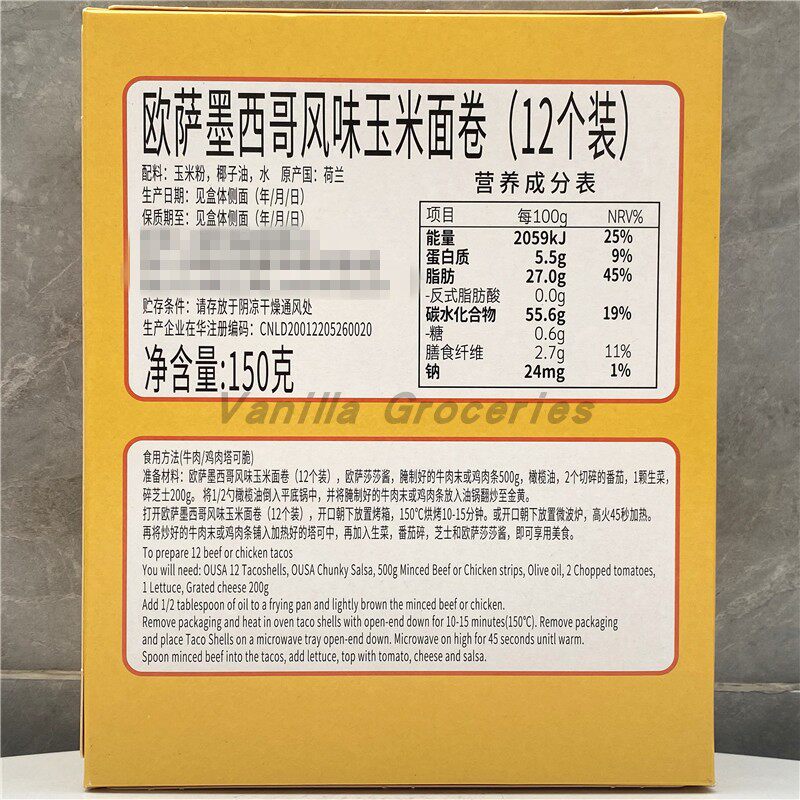 欧萨墨西哥风味玉米面卷（12个装）
配料：玉米粉，椰子油，水 原产国：荷兰
生产日期：见盒体侧面（年/月/日）
保质期至：见盒体侧面（年/月/日）
贮存条件：请存放于阴凉干燥通风处
生产企业在华注册编码：CNLD20012205260020
净含量:150克
营养成分表
项目 每100g NRV%
能量 2059kJ 25%
蛋白质 5.5g 9%
脂肪 27.0g 45%
-反式脂肪酸 0.0g
碳水化合物 55.6g 19%
-糖 0.6g
膳食纤维 2.7g 11%
钠 24mg 1%
Vanilla Groceries
食用方法(牛肉/鸡肉塔可脆)
准备材料：欧萨墨西哥风味玉米面卷（12个装），欧萨莎莎酱，腌制好的牛肉末或鸡肉条500g，橄榄油，2个切碎的番茄，1颗生菜，
碎芝士200g。 将1/2勺橄榄油倒入平底锅中，并将腌制好的牛肉末或鸡肉条放入油锅翻炒至金黄。
打开欧萨墨西哥风味玉米面卷（12个装），开口朝下放置烤箱，150℃烘烤10-15分钟。或开口朝下放置微波炉，高火45秒加热。
再将炒好的牛肉末或鸡肉条铺入加热好的塔可中，再加入生菜，番茄碎，芝士和欧萨莎莎酱，即可享用美食。
To prepare 12 beef or chicken tacos
You will need: OUSA 12 Tacoshells, OUSA Chunky Salsa, 500g Minced Beef or Chicken strips, Olive oil, 2 Chopped tomatoes,
1 Lettuce, Grated cheese 200g
Add 1/2 tablespoon of oil to a frying pan and lightly brown the minced beef or chicken.
Remove packaging and heat in oven taco shells with open-end down for 10-15 minutes(150℃). Remove packaging
and place Taco Shells on a microwave tray open-end down. Microwave on high for 45 seconds unitl warm.
Spoon minced beef into the tacos, add lettuce, top with tomato, cheese and salsa.